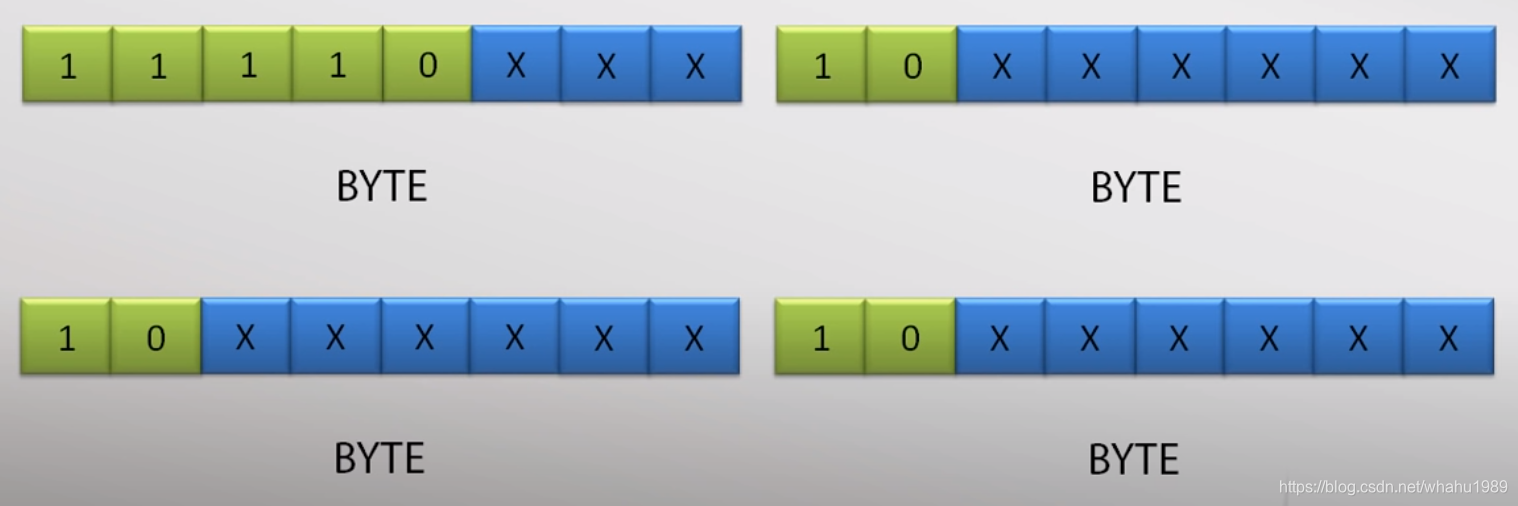 1 1 1 1 0 X X X 1 0 X X X X X X
BYTE BYTE
1 0 X X X X X X 1 0 X X X X X X
BYTE BYTE
https://blog.csdn.net/whahu1989